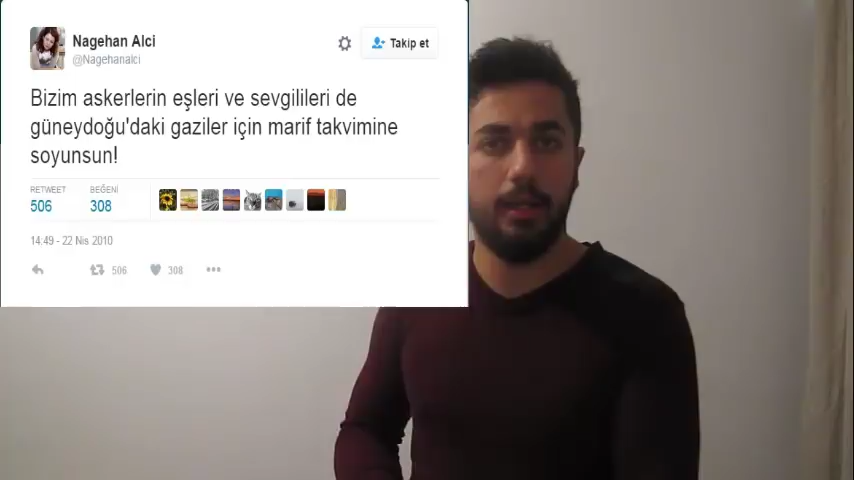 Nagehan Alci
@Nagehanalci
Takip et
Bizim askerlerin eşleri ve sevgilileri de
güneydoğu'daki gaziler için marif takvimine
soyunsun!
RETWEET
BEĞENİ
506
308
14:49 - 22 Nis 2010
506
308